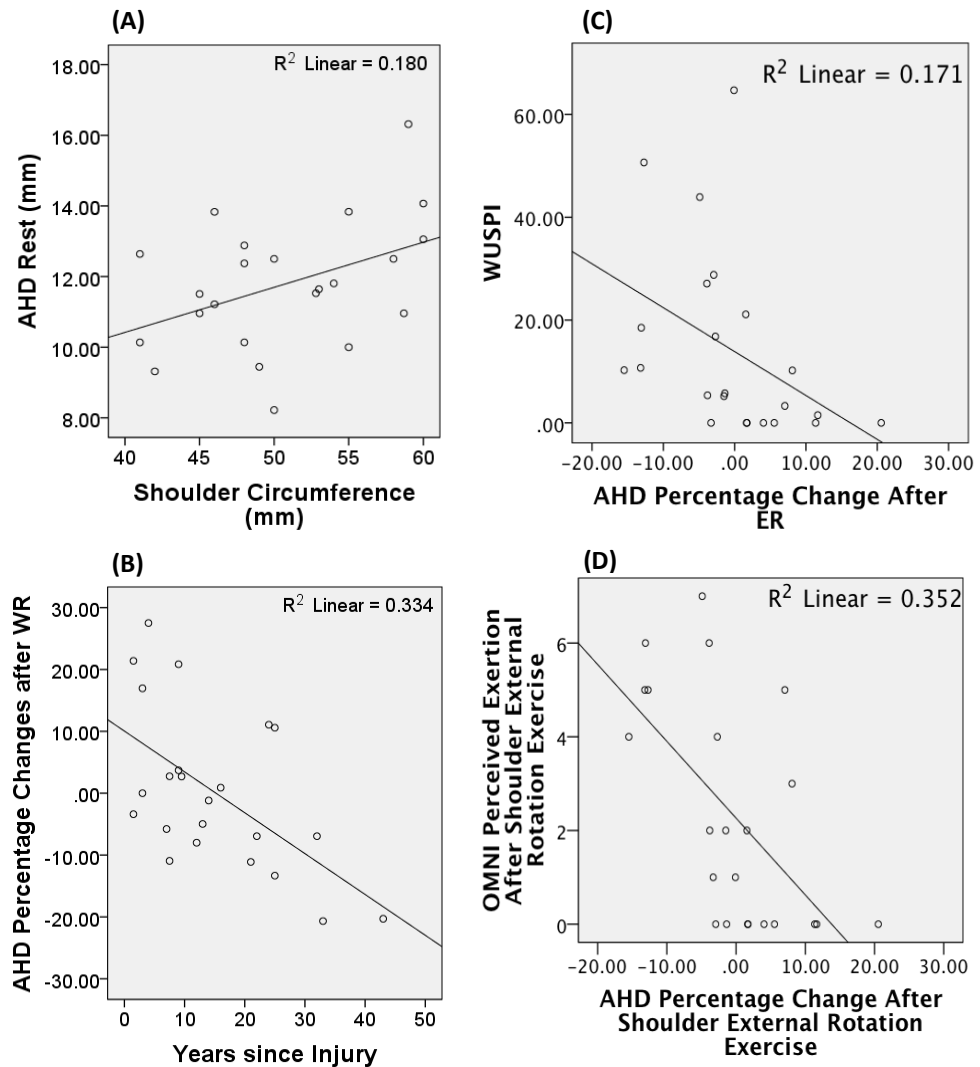 (A)
R² Linear = 0.180
AHD Rest (mm)
18.00
16.00
14.00
12.00
10.00
8.00
40 45 50 55 60
Shoulder Circumference
(mm)
(B)
R² Linear = 0.334
AHD Percentage Changes after WR
30.00
20.00
10.00
.00
-10.00
-20.00
-30.00
0 10 20 30 40 50
Years since Injury
(C)
R² Linear = 0.171
WUSPI
60.00
40.00
20.00
.00
-20.00 -10.00 .00 10.00 20.00 30.00
AHD Percentage Change After
ER
(D)
R² Linear = 0.352
OMNI Perceived Exertion
After Shoulder External
Rotation Exercise
6
4
2
0
-20.00 -10.00 .00 10.00 20.00 30.00
AHD Percentage Change After
Shoulder External Rotation
Exercise